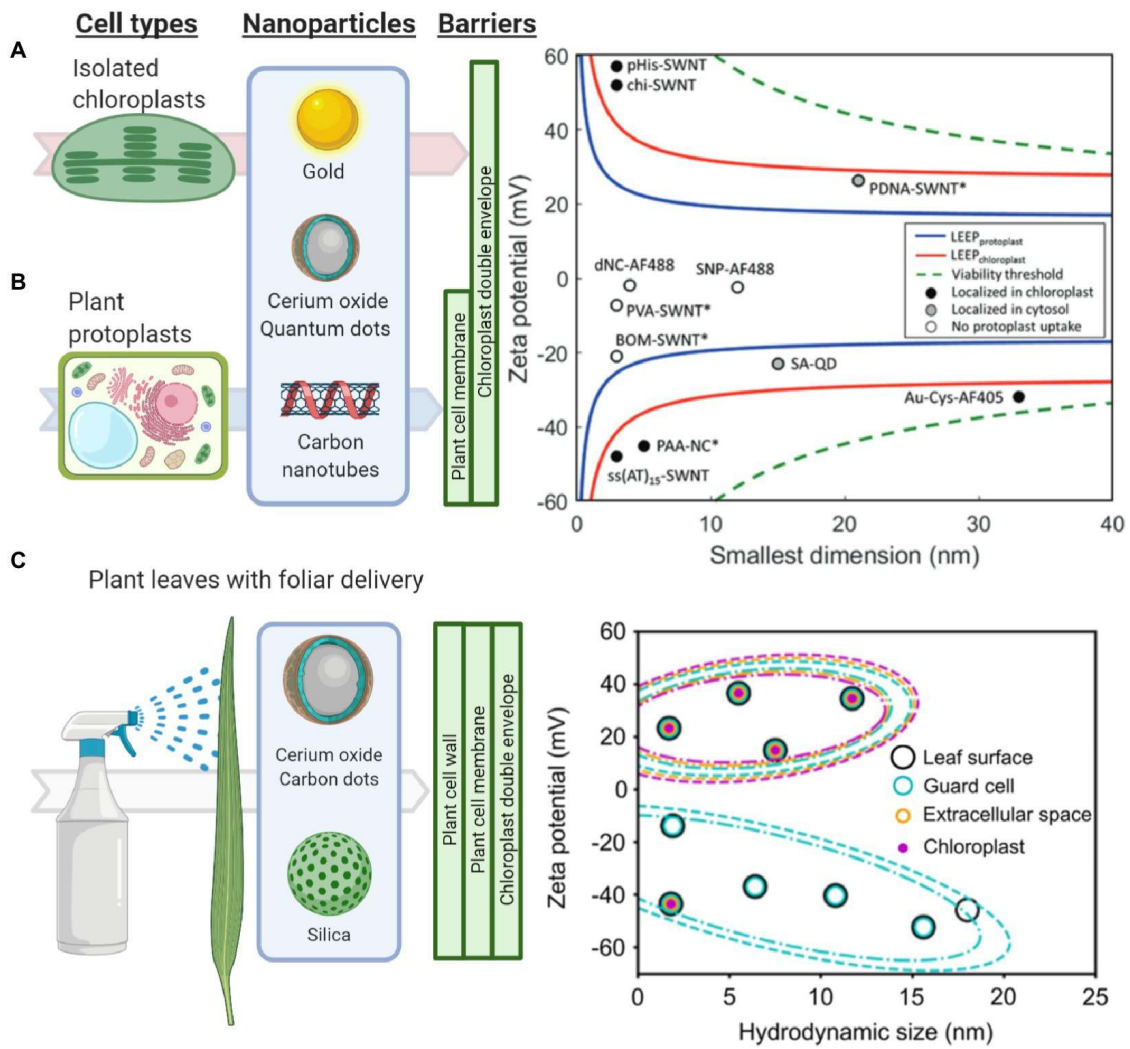 Cell types
Nanoparticles
Barriers
A
Isolated
chloroplasts
Gold
Cerium oxide
Quantum dots
Carbon
nanotubes
B
Plant
protoplasts
Plant cell membrane
Chloroplast double envelope
60
40
20
0
-20
-40
-60
Zeta potential (mV)
pHis-SWNT
chi-SWNT
PDNA-SWNT*
dNC-AF488
SNP-AF488
PVA-SWNT*
BOM-SWNT*
SA-QD
Au-Cys-AF405
PAA-NC*
ss(AT)15-SWNT
LEEPprotoplast
LEEPchloroplast
Viability threshold
Localized in chloroplast
Localized in cytosol
No protoplast uptake
0
10
20
30
40
Smallest dimension (nm)
C
Plant leaves with foliar delivery
Cerium oxide
Carbon dots
Silica
Plant cell wall
Plant cell membrane
Chloroplast double envelope
60
40
20
0
-20
-40
-60
Zeta potential (mV)
Leaf surface
Guard cell
Extracellular space
Chloroplast
0
5
10
15
20
25
Hydrodynamic size (nm)